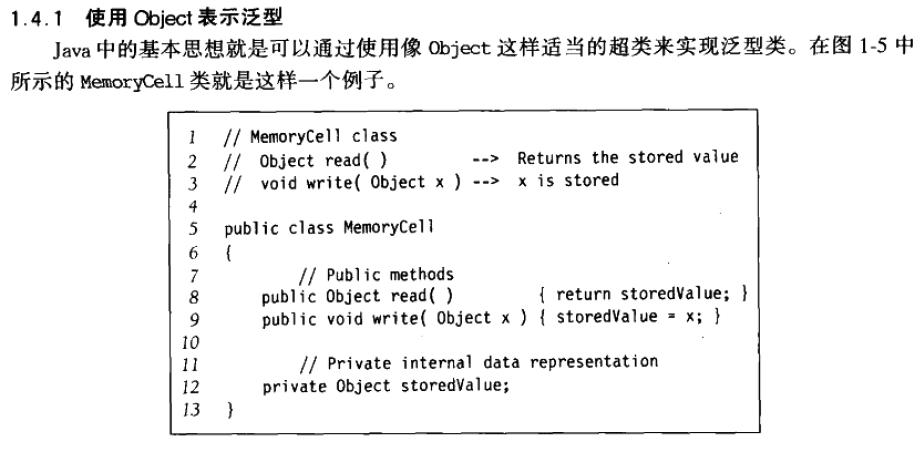 1.4.1 使用 Object 表示泛型
Java 中的基本思想就是可以通过使用像 Object 这样适当的超类来实现泛型类。在图 1-5 中
所示的 MemoryCell 类就是这样一个例子。
1 // MemoryCell class
2 // Object read( ) --> Returns the stored value
3 // void write( Object x ) --> x is stored
4
5 public class MemoryCell
6 {
7 // Public methods
8 public Object read( ) { return storedValue; }
9 public void write( Object x ) { storedValue = x; }
10
11 // Private internal data representation
12 private Object storedValue;
13 }